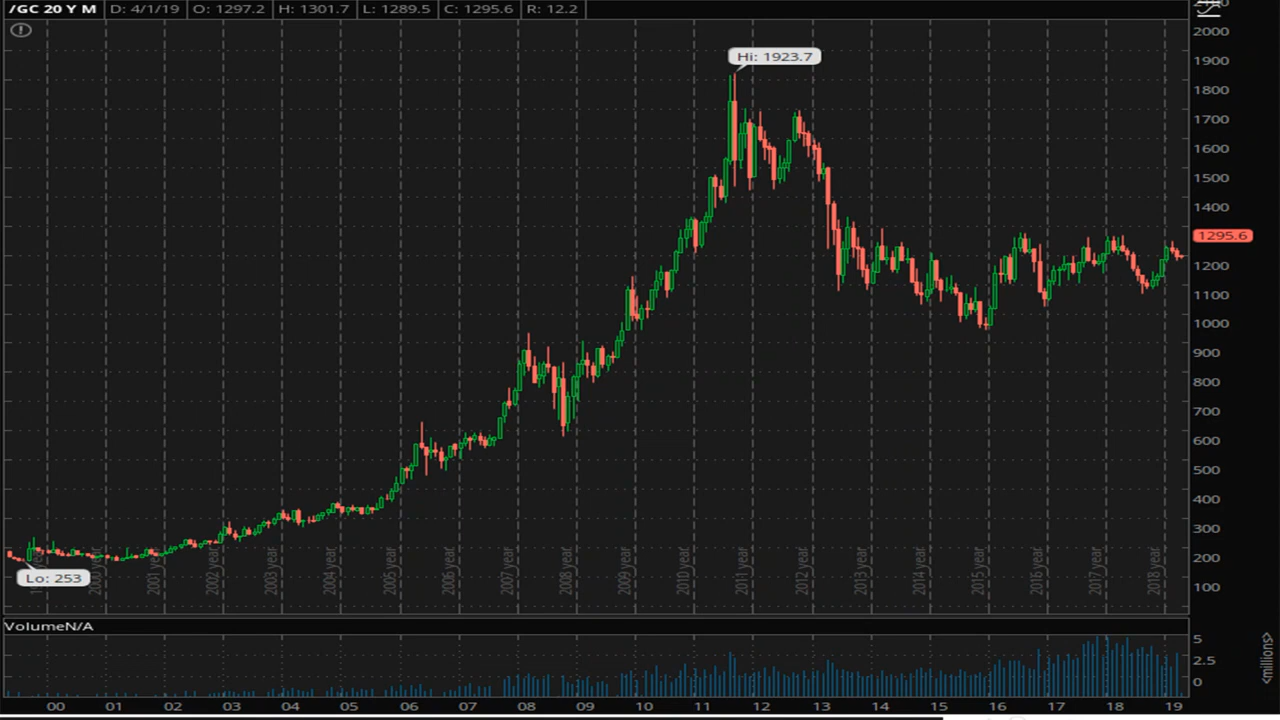 /GC 20 Y M D: 4/1/19 O: 1297.2 H: 1301.7 L: 1289.5 C: 1295.6 R: 12.2
2000
Hi: 1923.7
1900
1800
1700
1600
1500
1400
1295.6
1200
1100
1000
900
800
700
600
500
400
300
200
100
Lo: 253
2001 year
2002 year
2003 year
2004 year
2005 year
2006 year
2007 year
2008 year
2009 year
2010 year
2011 year
2012 year
2013 year
2014 year
2015 year
2016 year
2017 year
2018 year
VolumeN/A
5
2.5
0
<millions>
00 01 02 03 04 05 06 07 08 09 10 11 12 13 14 15 16 17 18 19